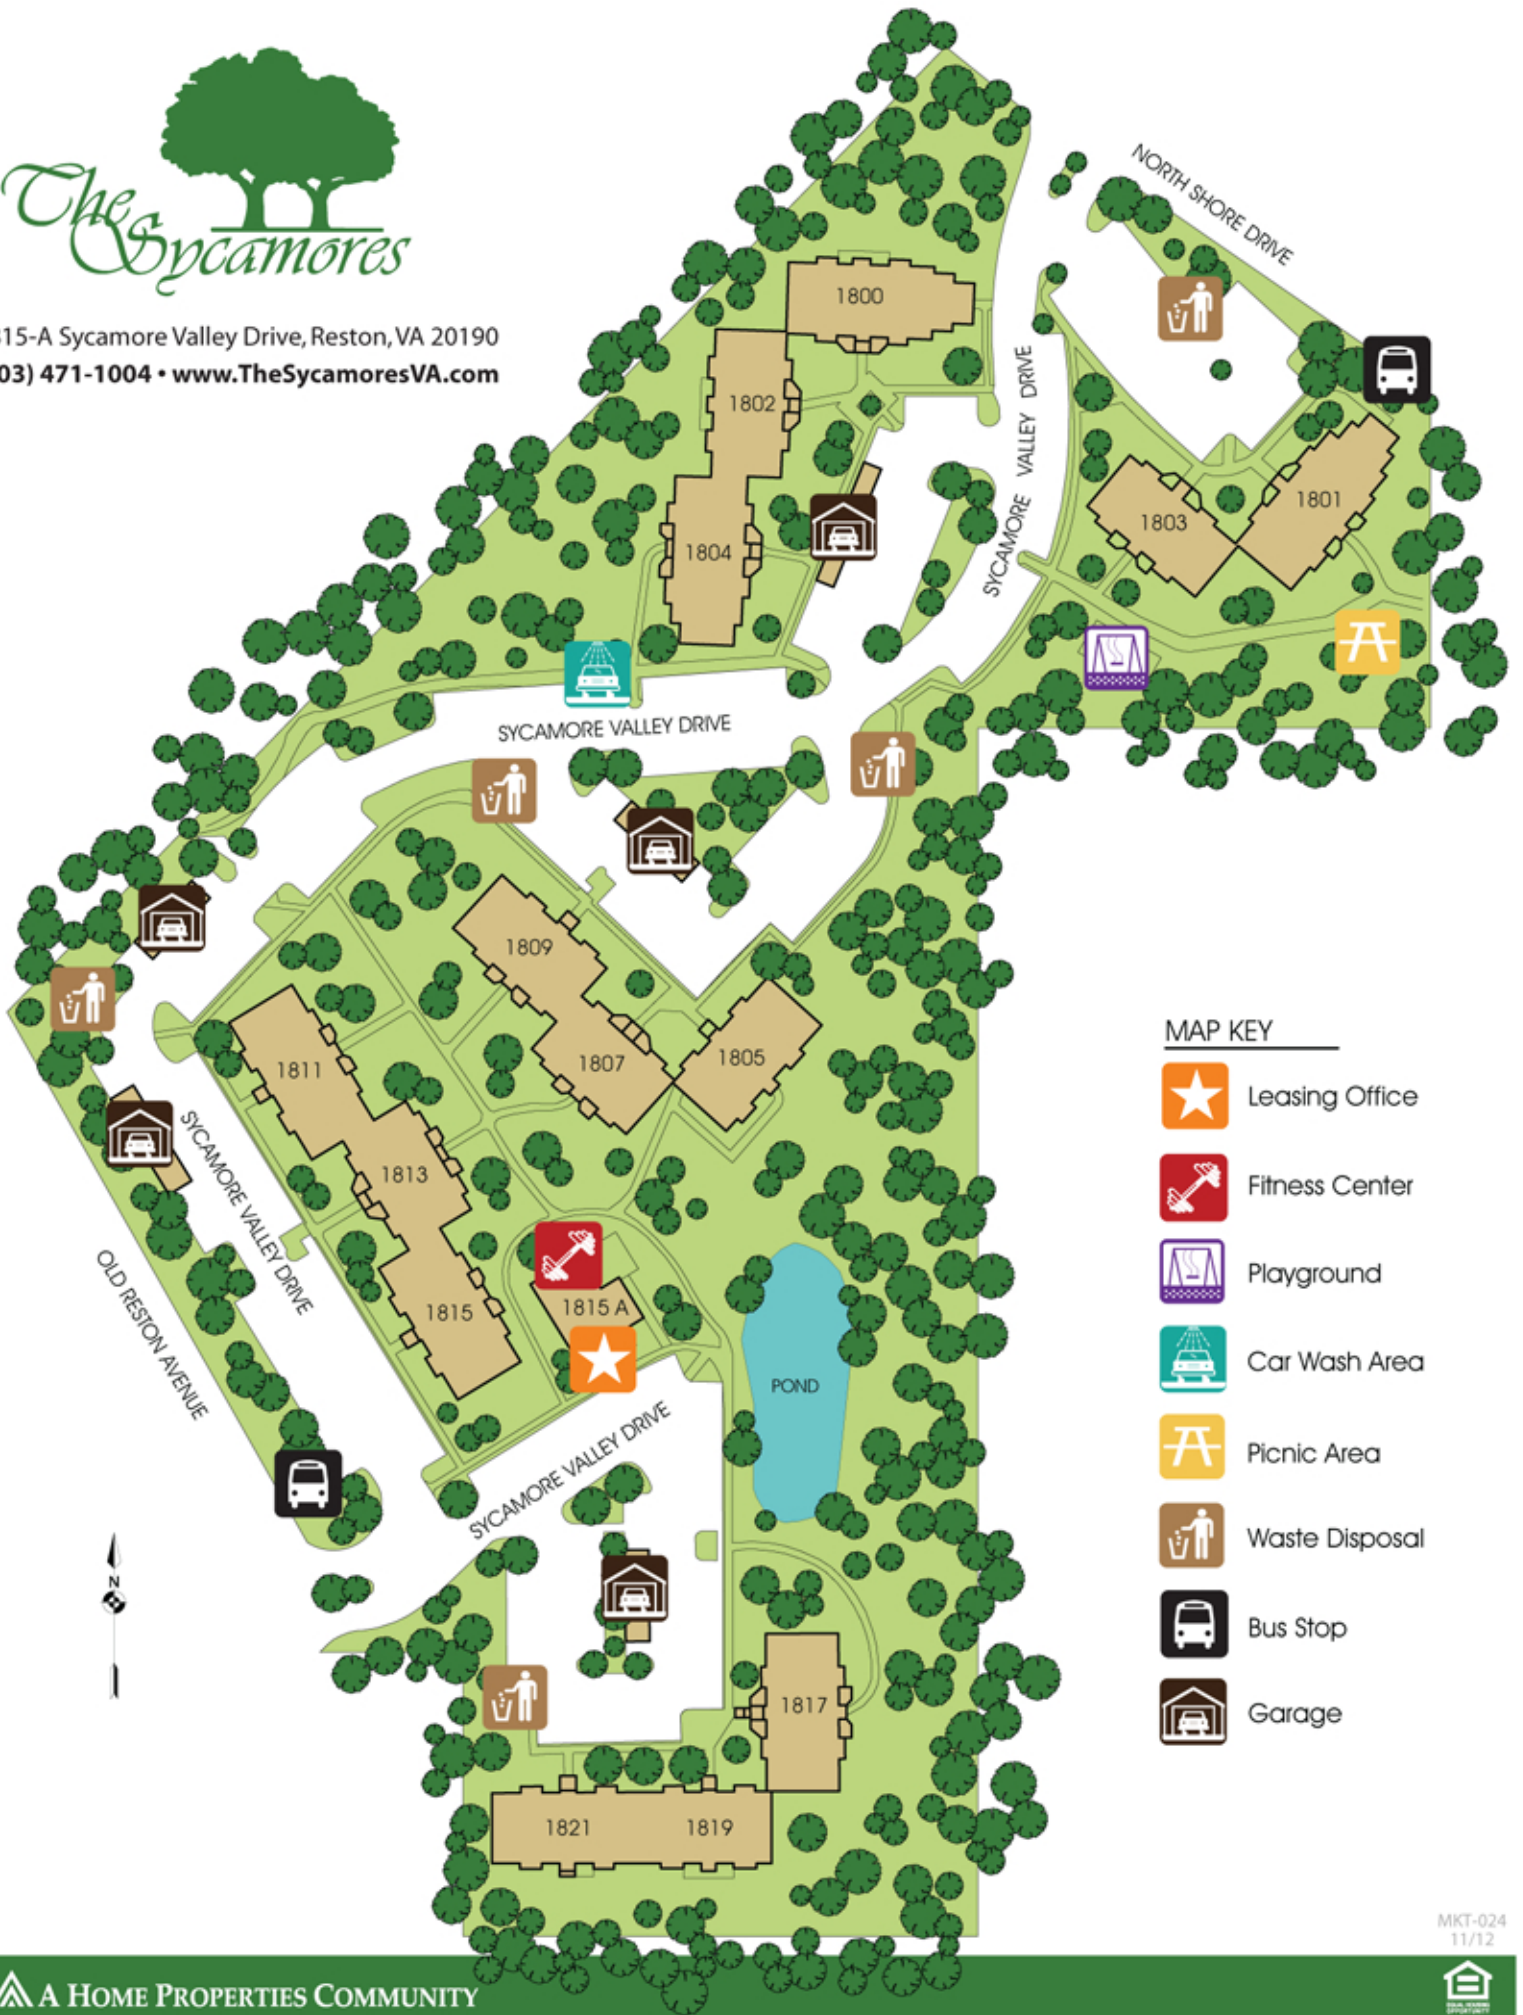 The
Sycamores
15-A Sycamore Valley Drive, Reston, VA 20190
03) 471-1004 • www.TheSycamoresVA.com
NORTH SHORE DRIVE
1800
1802
1804
SYCAMORE VALLEY DRIVE
1803
1801
SYCAMORE VALLEY DRIVE
1809
1807
1805
1811
1813
1815
1815 A
SYCAMORE VALLEY DRIVE
OLD RESTON AVENUE
POND
SYCAMORE VALLEY DRIVE
N
1817
1821
1819
MAP KEY
Leasing Office
Fitness Center
Playground
Car Wash Area
Picnic Area
Waste Disposal
Bus Stop
Garage
MKT-024
11/12
A HOME PROPERTIES COMMUNITY
EQUAL HOUSING
OPPORTUNITY